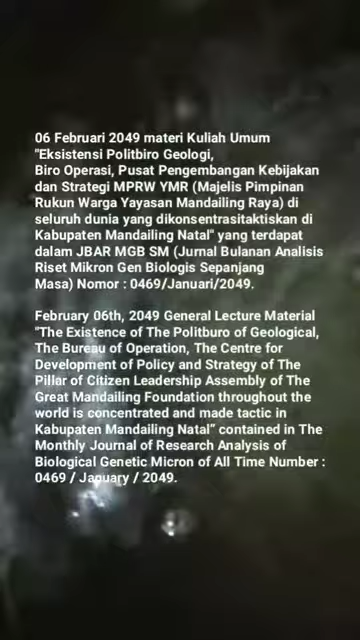 06 Februari 2049 materi Kuliah Umum
"Eksistensi Politbiro Geologi,
Biro Operasi, Pusat Pengembangan Kebijakan
dan Strategi MPRW YMR (Majelis Pimpinan
Rukun Warga Yayasan Mandailing Raya) di
seluruh dunia yang dikonsentrasitaktiskan di
Kabupaten Mandailing Natal" yang terdapat
dalam JBAR MGB SM (Jurnal Bulanan Analisis
Riset Mikron Gen Biologis Sepanjang
Masa) Nomor : 0469/Januari/2049.
February 06th, 2049 General Lecture Material
"The Existence of The Politburo of Geological,
The Bureau of Operation, The Centre for
Development of Policy and Strategy of The
Pillar of Citizen Leadership Assembly of The
Great Mandailing Foundation throughout the
world is concentrated and made tactic in
Kabupaten Mandailing Natal” contained in The
Monthly Journal of Research Analysis of
Biological Genetic Micron of All Time Number :
0469 / January / 2049.